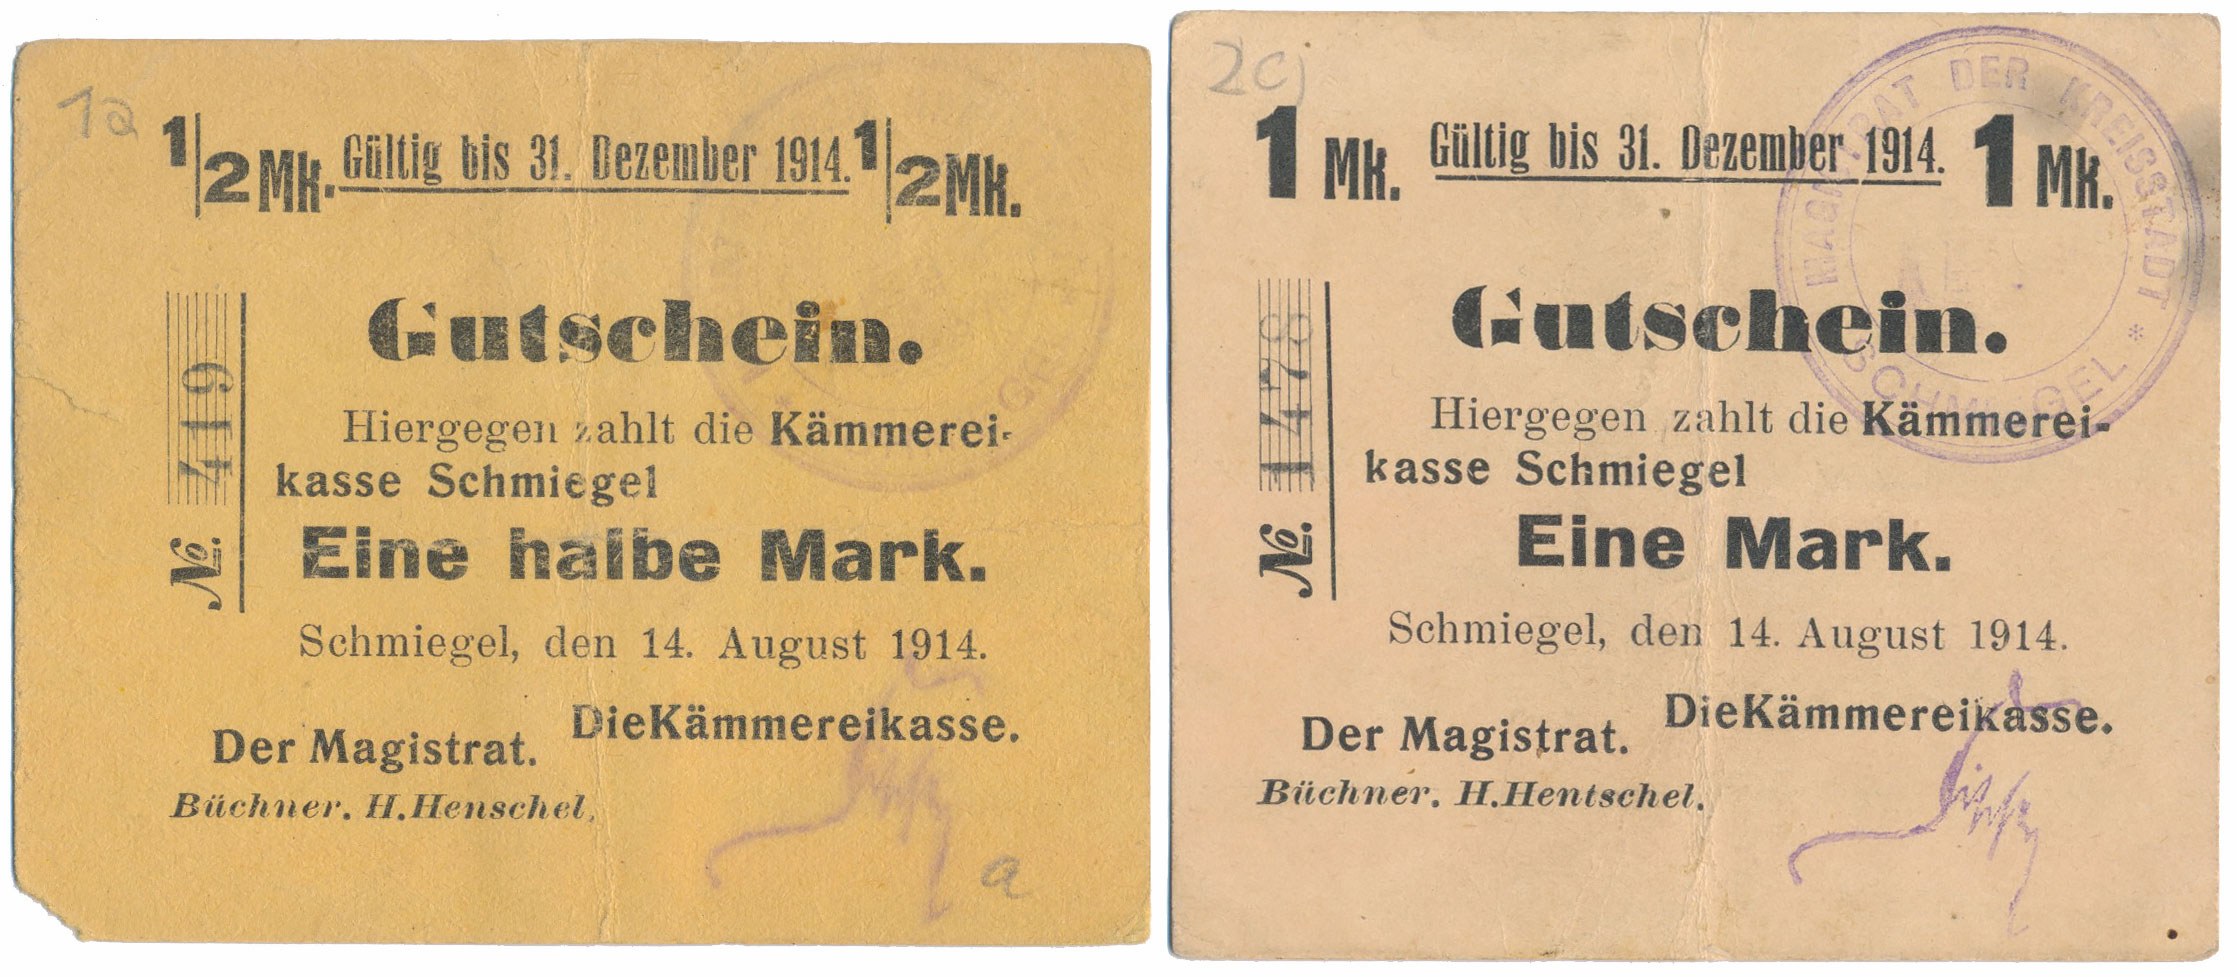 1a
1/2 Mk. Gültig bis 31. Dezember 1914. 1/2 Mk.
Gutschein.
Hiergegen zahlt die Kämmerei-
kasse Schmiegel
Eine halbe Mark.
Schmiegel, den 14. August 1914.
Der Magistrat. DieKämmereikasse.
Büchner. H.Henschel.
a
No. 419
2c)
1 Mk. Gültig bis 31. Dezember 1914. 1 Mk.
Gutschein.
Hiergegen zahlt die Kämmerei-
kasse Schmiegel
Eine Mark.
Schmiegel, den 14. August 1914.
Der Magistrat. DieKämmereikasse.
Büchner. H.Hentschel.
No. 1478
MAGISTRAT DER KREISSTADT
* SCHMIEGEL *